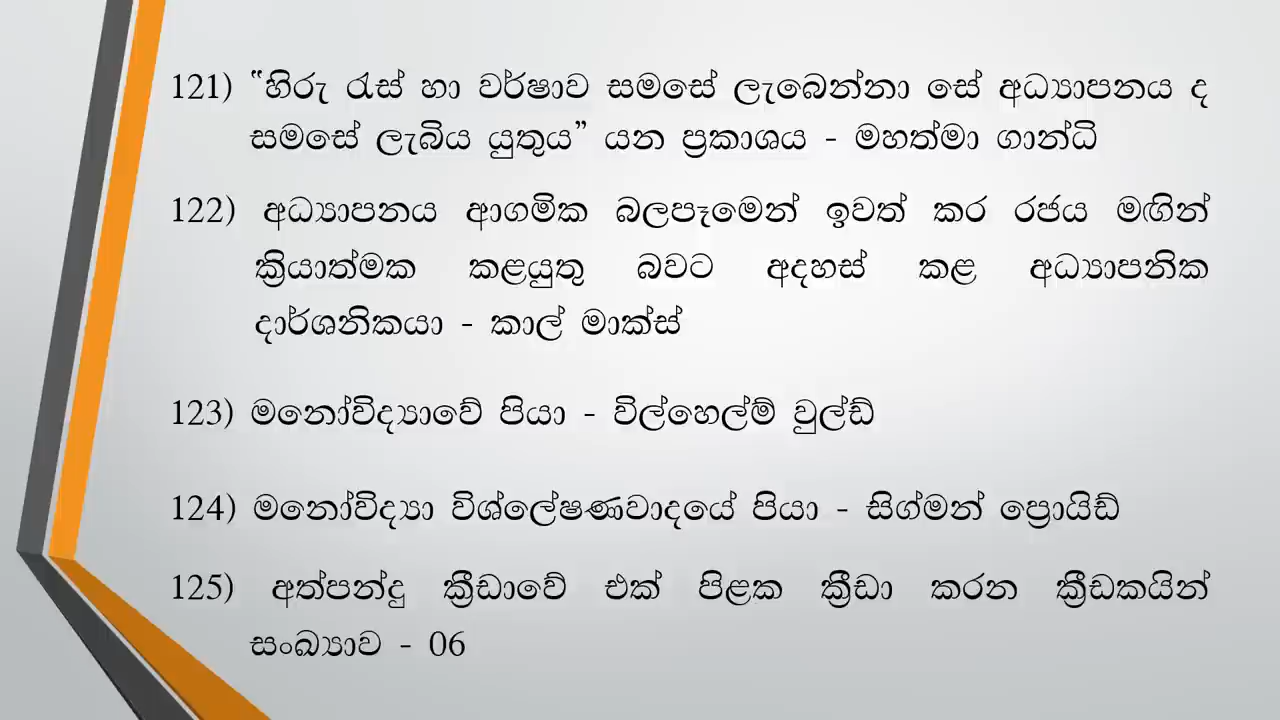 121) “හිරු රැස් හා වර්ෂාව සමසේ ලැබෙන්නා සේ අධ්‍යාපනය ද
සමසේ ලැබිය යුතුය” යන ප්‍රකාශය - මහත්මා ගාන්ධි
122) අධ්‍යාපනය ආගමික බලපෑමෙන් ඉවත් කර රජය මඟින්
ක්‍රියාත්මක කළයුතු බවට අදහස් කළ අධ්‍යාපනික
දාර්ශනිකයා - කාල් මාක්ස්
123) මනෝවිද්‍යාවේ පියා - විල්හෙල්ම් වුල්ඩ්
124) මනෝවිද්‍යා විශ්ලේෂණවාදයේ පියා - සිග්මන් ප්‍රොයිඩ්
125) අත්පන්දු ක්‍රීඩාවේ එක් පිළක ක්‍රීඩා කරන ක්‍රීඩකයින්
සංඛ්‍යාව - 06